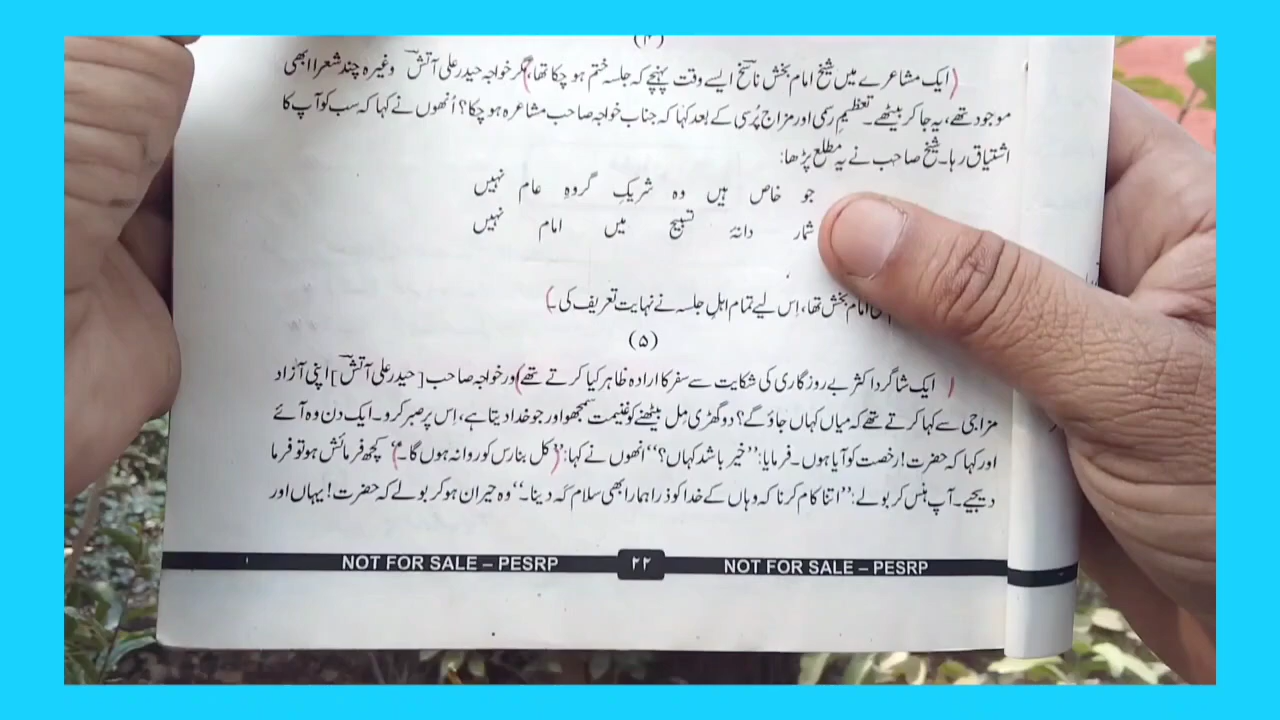 (۴)
ایک مشاعرے میں شیخ امام بخش ناسخ ایسے وقت پہنچے کہ جلسہ ختم ہو چکا تھا، مگر خواجہ حیدر علی آتش وغیرہ چند شعرا ابھی
موجود تھے، یہ جا کر بیٹھے۔ تعظیمِ رسمی اور مزاج پُرسی کے بعد کہا کہ جناب خواجہ صاحب مشاعرہ ہو چکا؟ اُنھوں نے کہا کہ سب کو آپ کا
اشتیاق رہا۔ شیخ صاحب نے یہ مطلع پڑھا:
جو خاص ہیں وہ شریکِ گروہِ عام نہیں
شمار دانۂ تسبیح میں امام نہیں
امام بخش تھا، اِس لیے تمام اہلِ جلسہ نے نہایت تعریف کی۔
(۵)
ایک شاگرد اکثر بے روزگاری کی شکایت سے سفر کا ارادہ ظاہر کیا کرتے تھے اور خواجہ صاحب [حیدر علی آتش] اپنی آزاد
مزاجی سے کہا کرتے تھے کہ میاں کہاں جاؤ گے؟ دو گھڑی مِل بیٹھنے کو غنیمت سمجھو اور جو خدا دیتا ہے، اِس پر صبر کرو۔ ایک دن وہ آئے
اور کہا کہ حضرت! رخصت کو آیا ہوں۔ فرمایا: ”خیر باشد کہاں؟“ انھوں نے کہا: ”کل بنارس کو روانہ ہوں گا۔“ کچھ فرمائش ہو تو فرما
دیجیے۔ آپ ہنس کر بولے: ”اتنا کام کرنا کہ وہاں کے خدا کو ذرا ہمارا بھی سلام کَہ دینا۔“ وہ حیران ہو کر بولے کہ حضرت! یہاں اور
NOT FOR SALE – PESRP ۲۲ NOT FOR SALE – PESRP